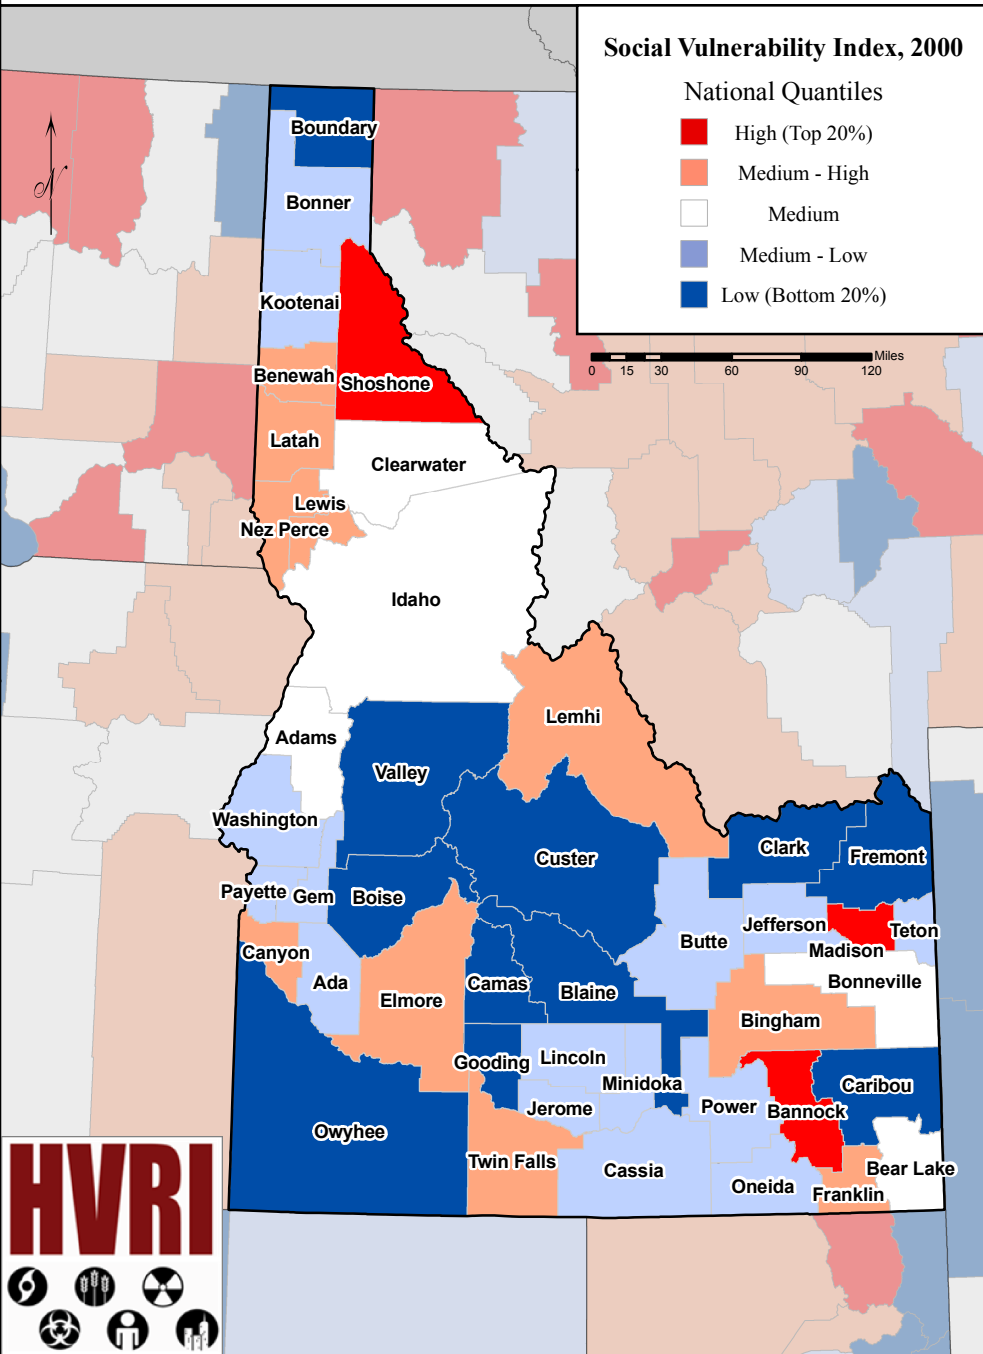 Social Vulnerability Index, 2000
National Quantiles
High (Top 20%)
Medium - High
Medium
Medium - Low
Low (Bottom 20%)
Miles
0 15 30 60 90 120
N
Boundary
Bonner
Kootenai
Benewah
Shoshone
Latah
Clearwater
Lewis
Nez Perce
Idaho
Lemhi
Adams
Valley
Washington
Custer
Clark
Fremont
Payette
Gem
Boise
Jefferson
Teton
Butte
Madison
Canyon
Ada
Camas
Blaine
Bonneville
Elmore
Bingham
Gooding
Lincoln
Minidoka
Caribou
Jerome
Power
Bannock
Owyhee
Twin Falls
Cassia
Bear Lake
Oneida
Franklin
HVRI